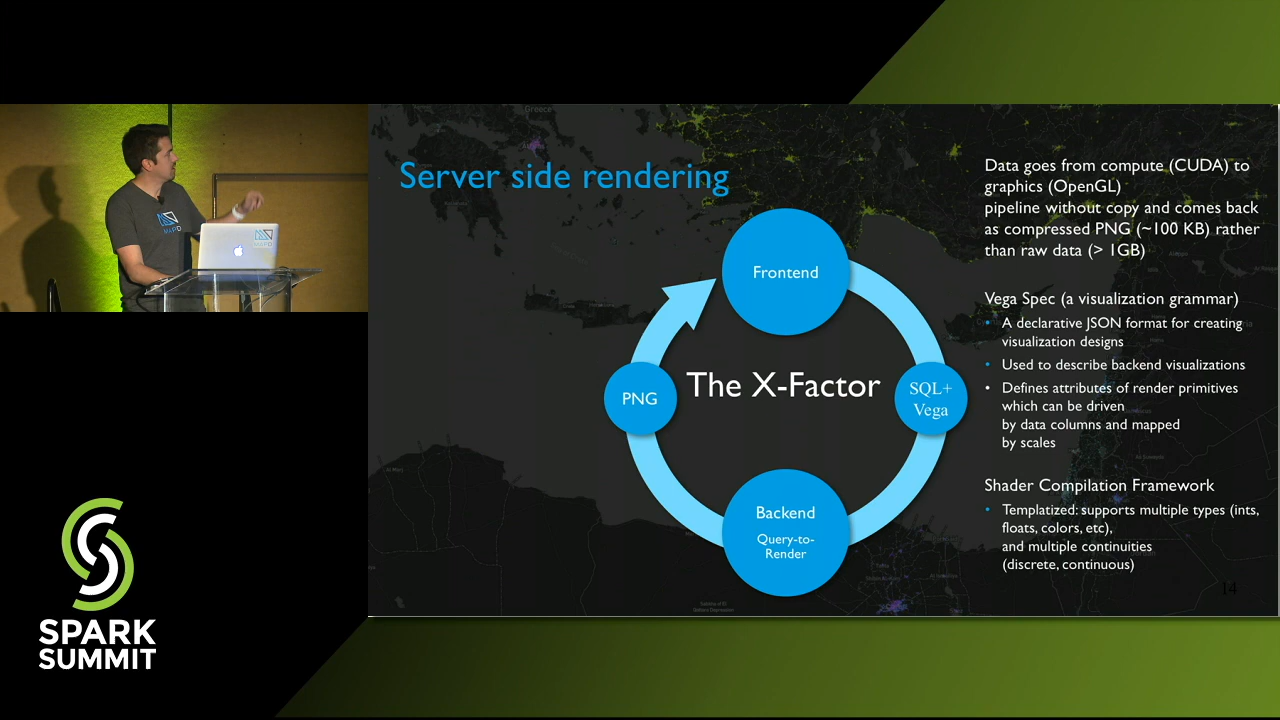 Server side rendering
Frontend
The X-Factor
PNG
SQL+
Vega
Backend
Query-to-
Render
Data goes from compute (CUDA) to
graphics (OpenGL)
pipeline without copy and comes back
as compressed PNG (~100 KB) rather
than raw data (> 1GB)
Vega Spec (a visualization grammar)
• A declarative JSON format for creating
visualization designs
• Used to describe backend visualizations
• Defines attributes of render primitives
which can be driven
by data columns and mapped
by scales
Shader Compilation Framework
• Templatized: supports multiple types (ints,
floats, colors, etc),
and multiple continuities
(discrete, continuous)
14
MAPD
MAPD
Greece
SPARK
SUMMIT